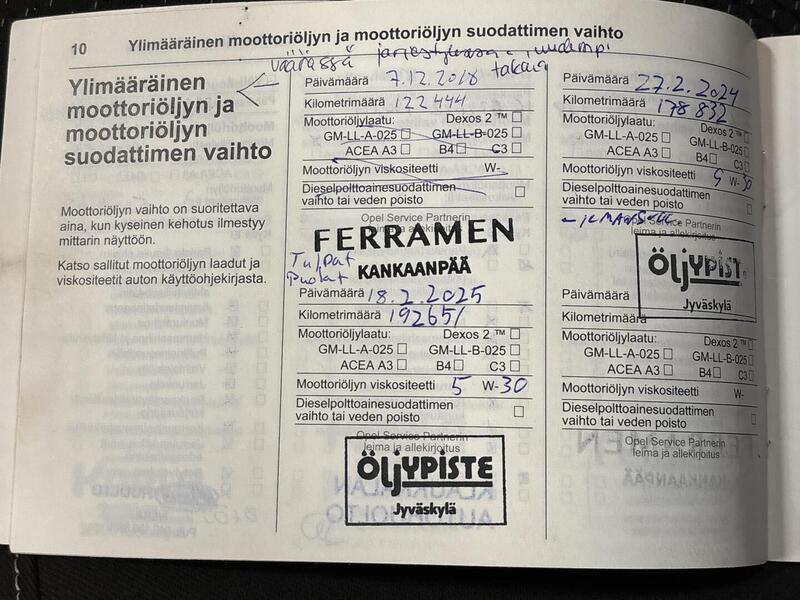 10 Ylimääräinen moottoriöljyn ja moottoriöljyn suodattimen vaihto
väärässä järjestyksessä uudempi takana
Ylimääräinen
moottoriöljyn ja
moottoriöljyn
suodattimen vaihto
Moottoriöljyn vaihto on suoritettava
aina, kun kyseinen kehotus ilmestyy
mittarin näyttöön.
Katso sallitut moottoriöljyn laadut ja
viskositeetit auton käyttöohjekirjasta.
Päivämäärä 7.12.2018
Kilometrimäärä 122 444
Moottoriöljylaatu: Dexos 2 ™
GM-LL-A-025 GM-LL-B-025
ACEA A3 B4 C3
Moottoriöljyn viskositeetti W-
Dieselpolttoainesuodattimen
vaihto tai veden poisto
Opel Service Partnerin
leima ja allekirjoitus
FERRAMEN
KANKAANPÄÄ
Tulpat
Puolat
Päivämäärä 18.2.2025
Kilometrimäärä 192651
Moottoriöljylaatu: Dexos 2 ™
GM-LL-A-025 GM-LL-B-025
ACEA A3 B4 C3
Moottoriöljyn viskositeetti 5 W-30
Dieselpolttoainesuodattimen
vaihto tai veden poisto
Opel Service Partnerin
leima ja allekirjoitus
ÖLJYPISTE
Jyväskylä
Päivämäärä 27.2.2024
Kilometrimäärä 178 832
Moottoriöljylaatu: Dexos 2 ™
GM-LL-A-025 GM-LL-B-025
ACEA A3 B4 C3
Moottoriöljyn viskositeetti 5 W-30
Dieselpolttoainesuodattimen
vaihto tai veden poisto
Opel Service Partnerin
leima ja allekirjoitus
ÖLJYPIST
Jyväskylä
Päivämäärä
Kilometrimäärä
Moottoriöljylaatu: Dexos 2 ™
GM-LL-A-025 GM-LL-B-025
ACEA A3 B4 C3
Moottoriöljyn viskositeetti W-
Dieselpolttoainesuodattimen
vaihto tai veden poisto
Opel Service Partnerin
leima ja allekirjoitus